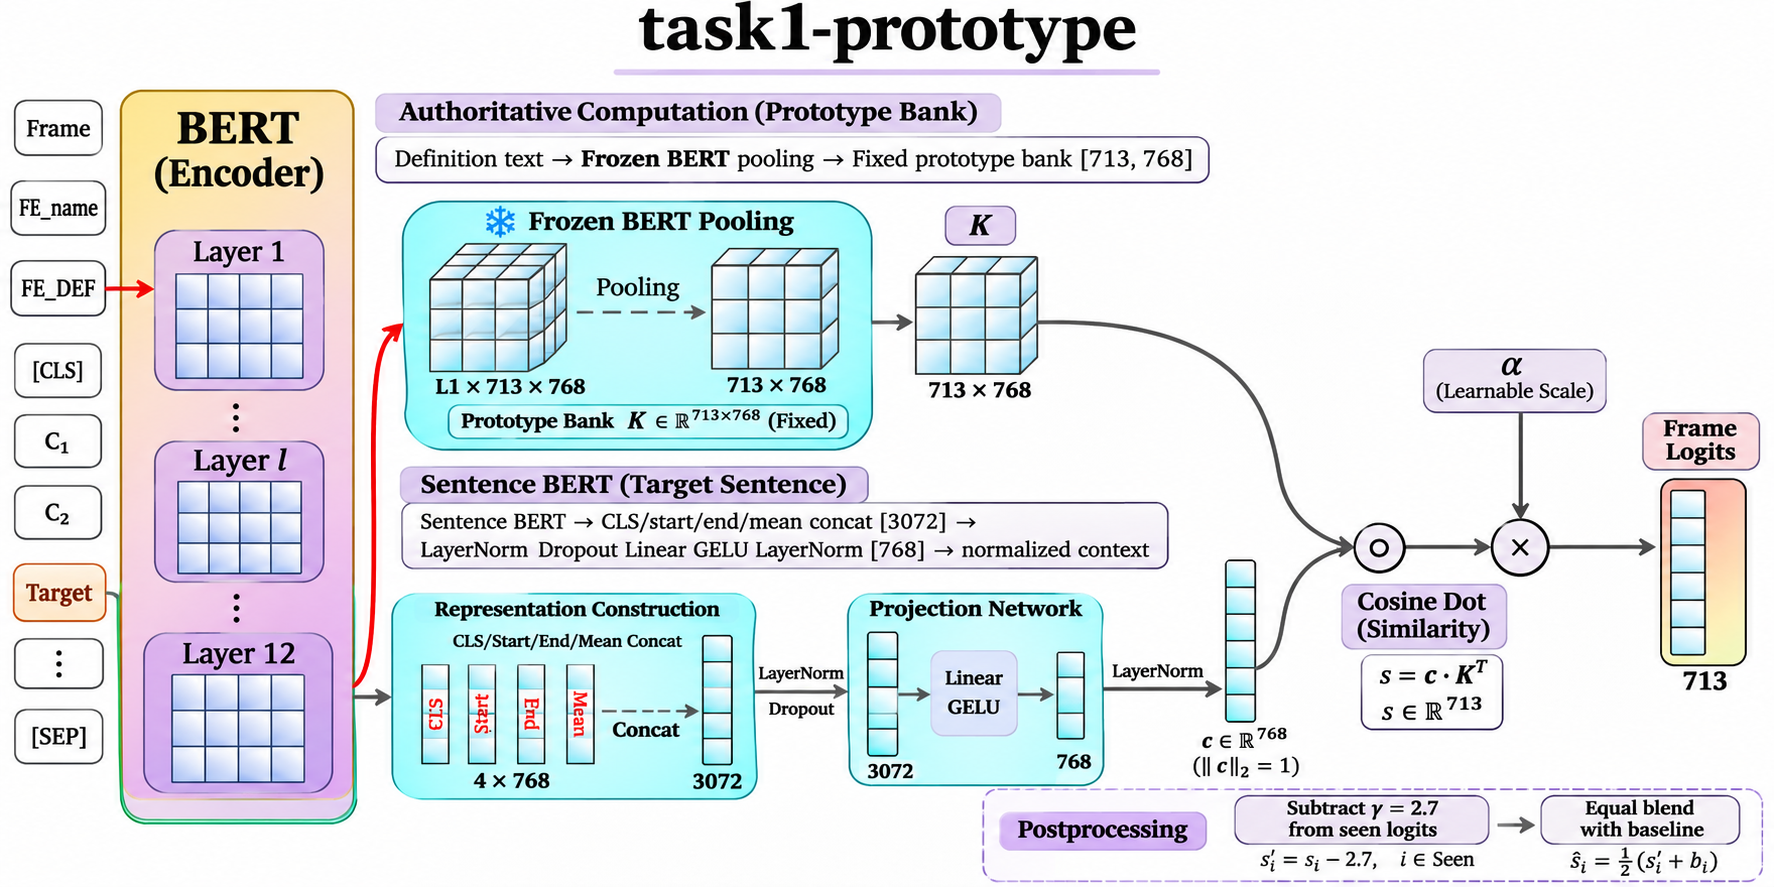 task1-prototype
Frame
FE_name
FE_DEF
[CLS]
C₁
C₂
Target
⋮
[SEP]
BERT
(Encoder)
Layer 1
⋮
Layer l
⋮
Layer 12
Authoritative Computation (Prototype Bank)
Definition text → Frozen BERT pooling → Fixed prototype bank [713, 768]
Frozen BERT Pooling
Pooling
L1 × 713 × 768
713 × 768
Prototype Bank K ∈ ℝ^713×768 (Fixed)
K
713 × 768
Sentence BERT (Target Sentence)
Sentence BERT → CLS/start/end/mean concat [3072] →
LayerNorm Dropout Linear GELU LayerNorm [768] → normalized context
Representation Construction
CLS/Start/End/Mean Concat
Start
End
Mean
Concat
4 × 768
3072
LayerNorm
Dropout
Projection Network
Linear
GELU
3072
768
LayerNorm
c ∈ ℝ^768
(‖ c‖₂ = 1)
α
(Learnable Scale)
×
Cosine Dot
(Similarity)
s = c · K^T
s ∈ ℝ^713
Frame
Logits
713
Postprocessing
Subtract γ = 2.7
from seen logits
s′ᵢ = sᵢ − 2.7, i ∈ Seen
Equal blend
with baseline
ŝᵢ = ½ (s′ᵢ + bᵢ)